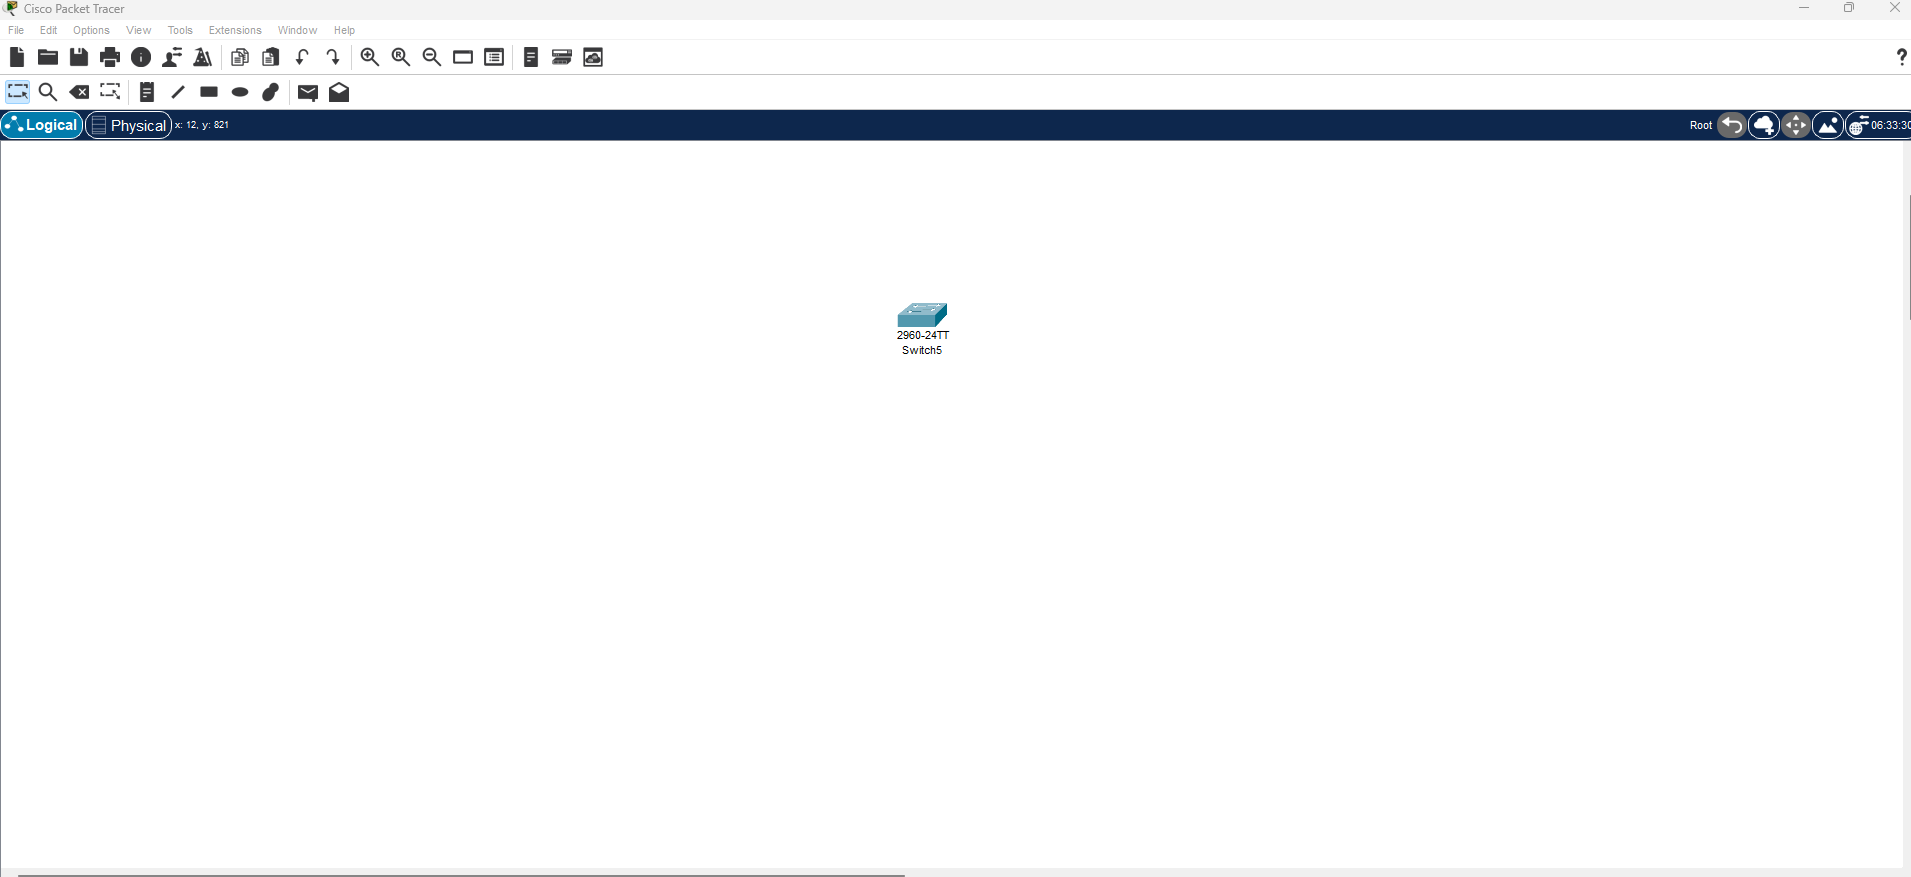 Cisco Packet Tracer
File Edit Options View Tools Extensions Window Help
?
Logical Physical x: 12, y: 821 Root 06:33:30
2960-24TT
Switch5